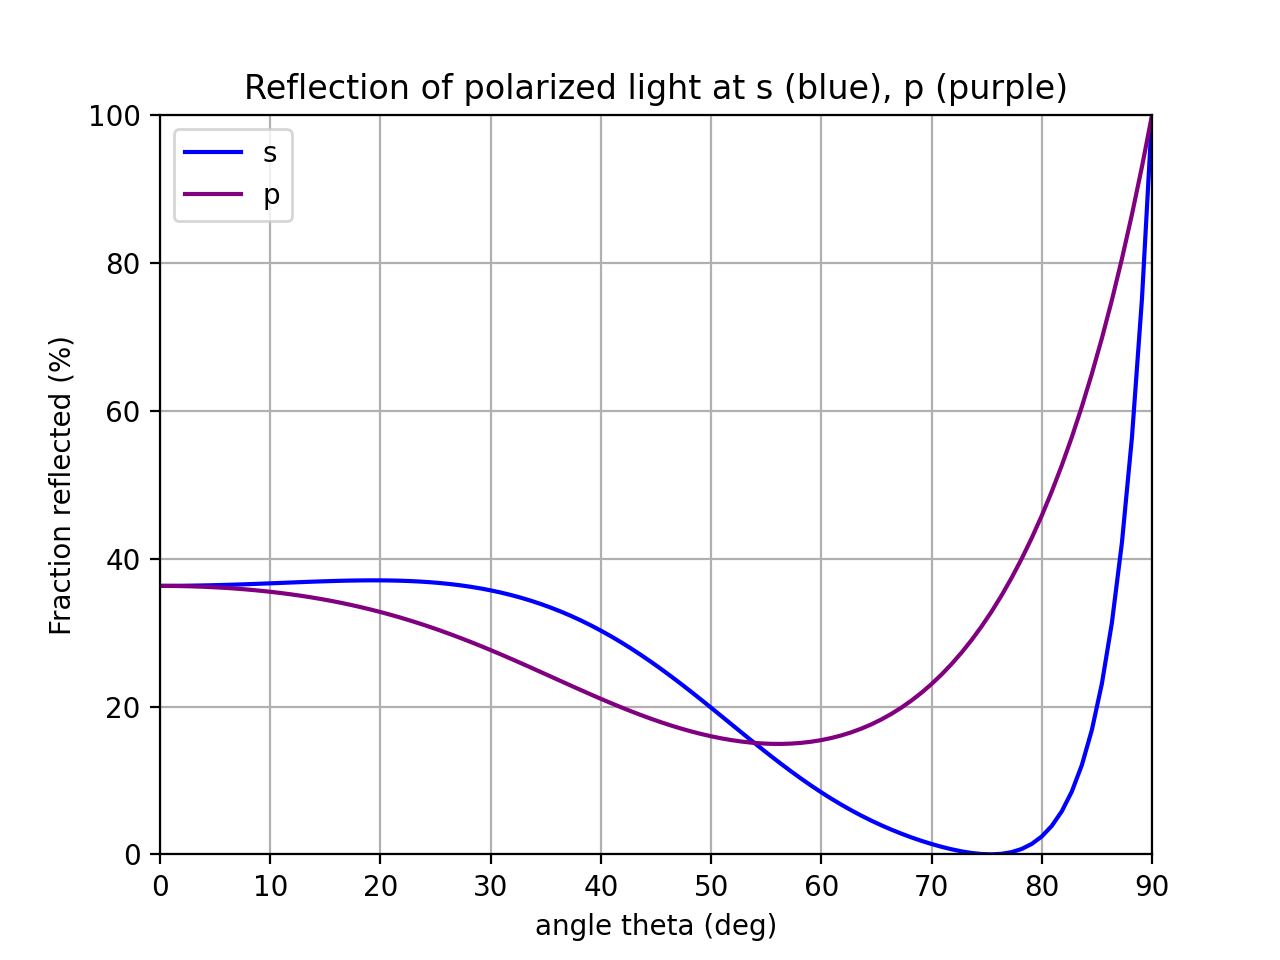 Reflection of polarized light at s (blue), p (purple)
100
80
60
40
20
0
Fraction reflected (%)
s
p
0 10 20 30 40 50 60 70 80 90
angle theta (deg)